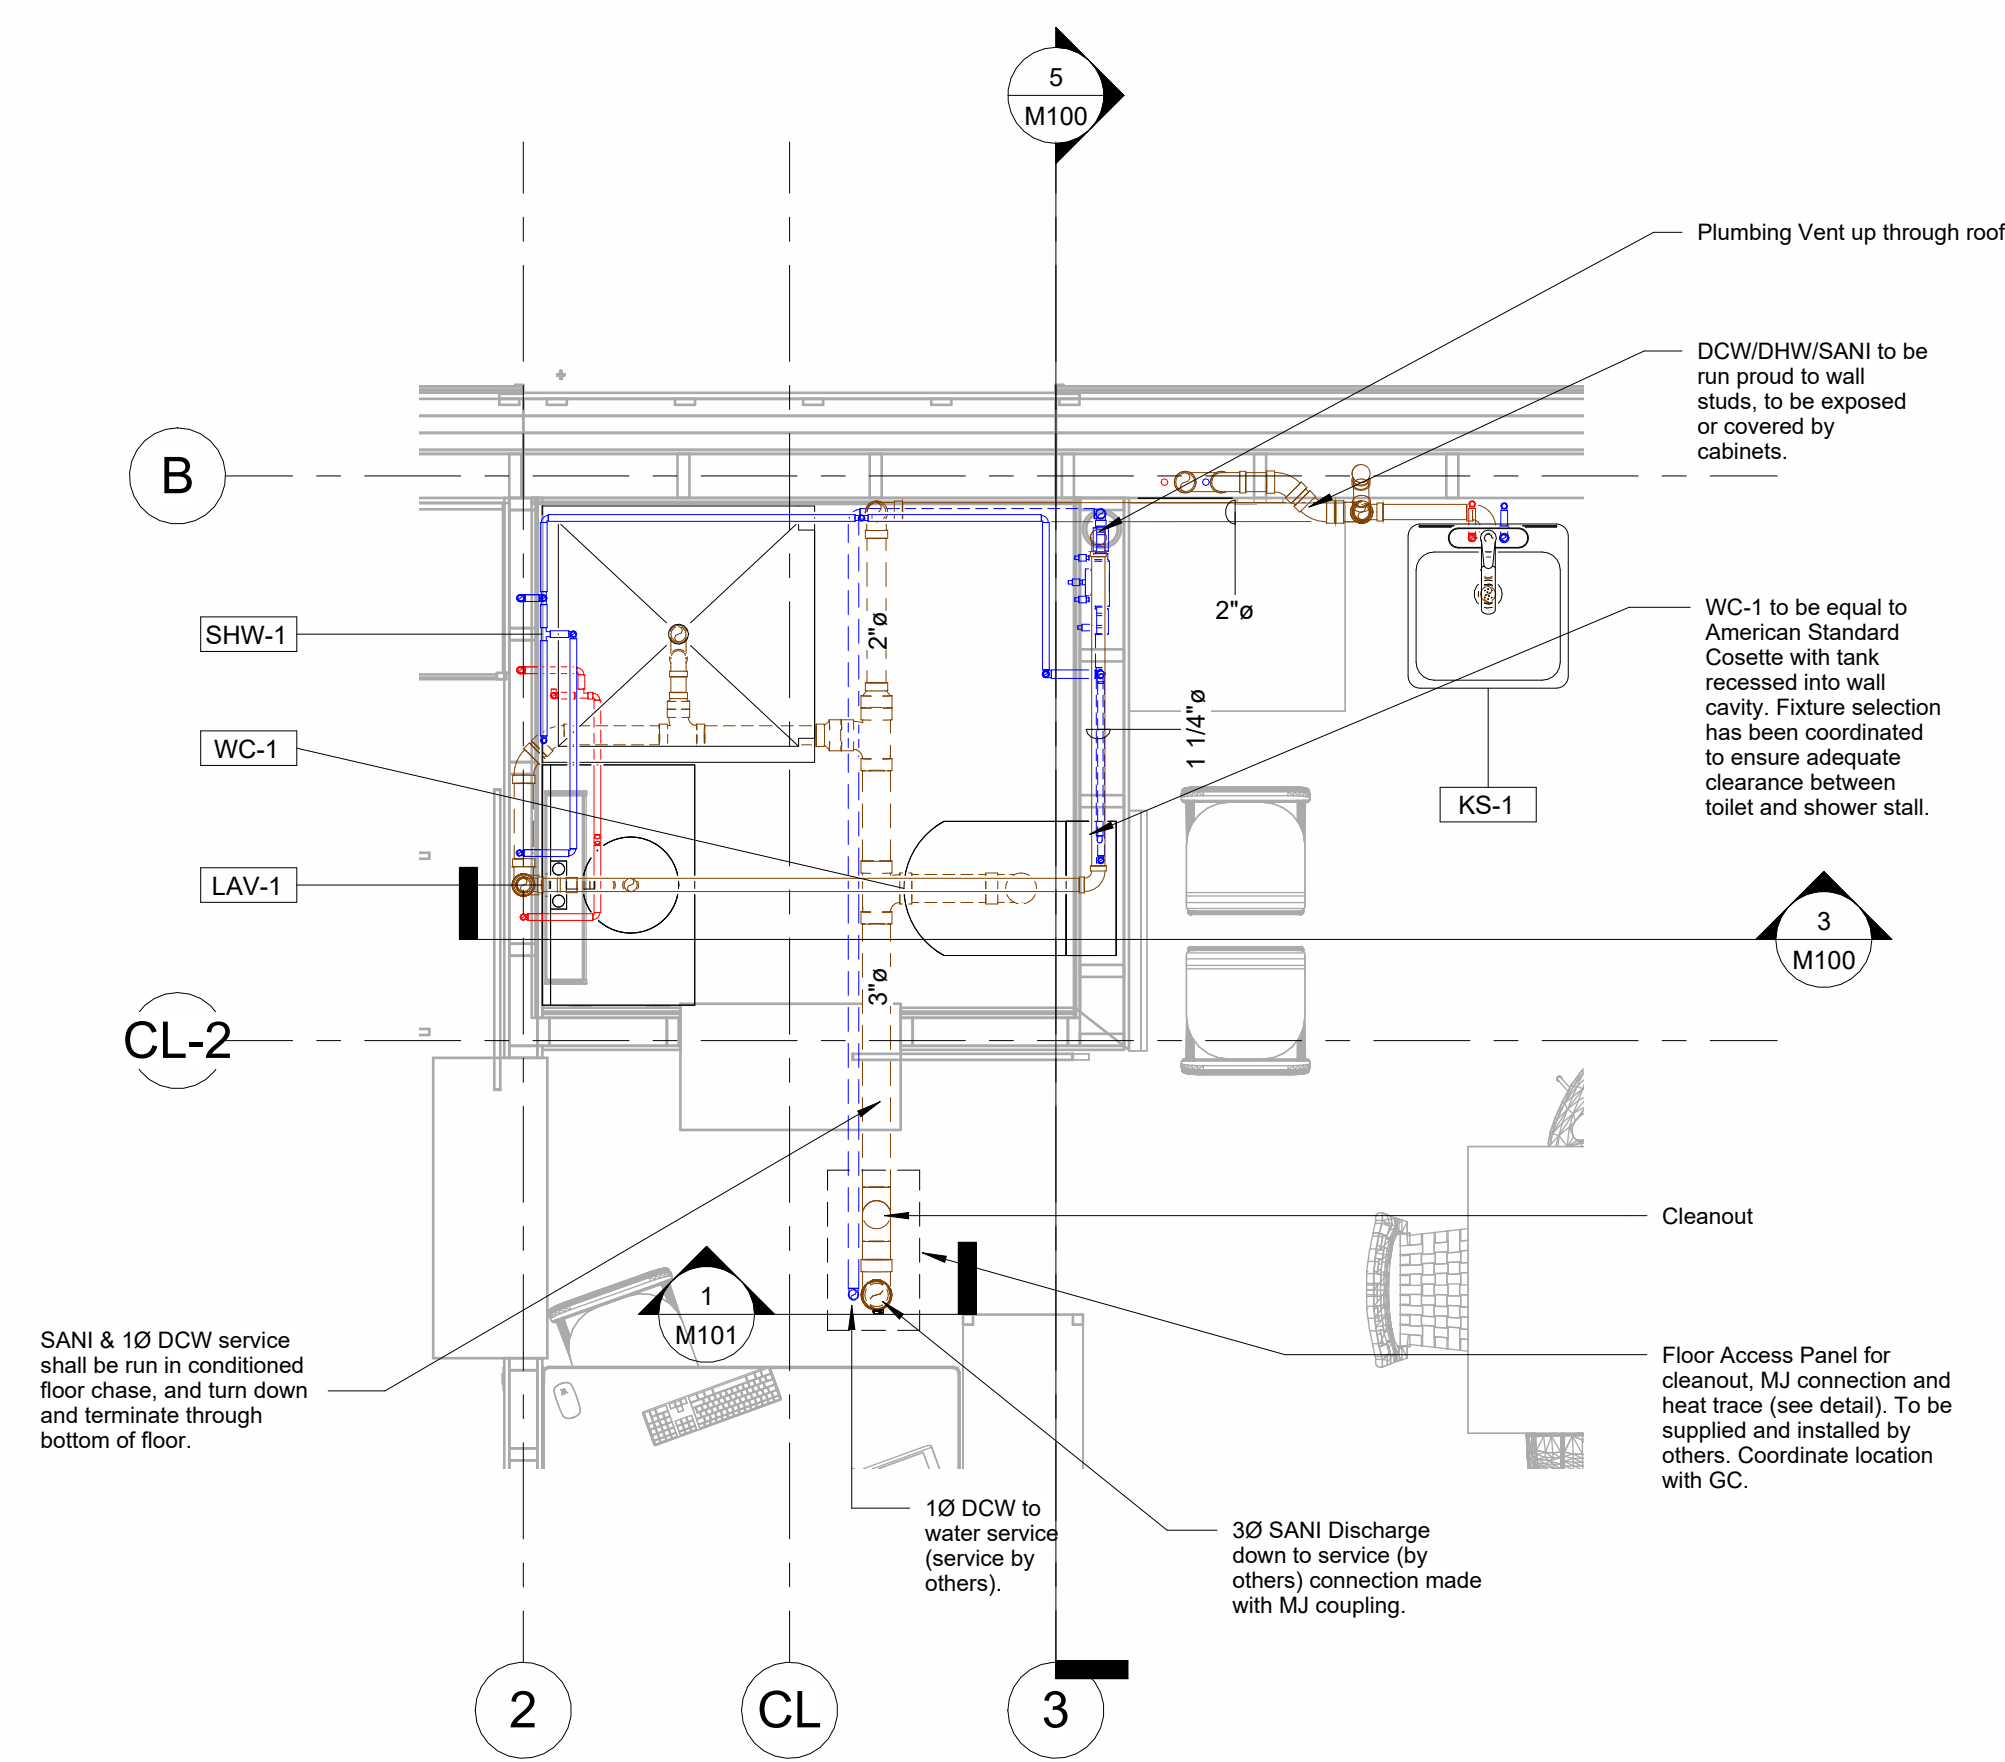 5
M100
Plumbing Vent up through roof
DCW/DHW/SANI to be
run proud to wall
studs, to be exposed
or covered by
cabinets.
B
SHW-1
2"ø
2"ø
WC-1 to be equal to
American Standard
Cosette with tank
recessed into wall
cavity. Fixture selection
has been coordinated
to ensure adequate
clearance between
toilet and shower stall.
WC-1
1 1/4"ø
KS-1
LAV-1
3
M100
3"ø
CL-2
Cleanout
1
M101
SANI & 1Ø DCW service
shall be run in conditioned
floor chase, and turn down
and terminate through
bottom of floor.
Floor Access Panel for
cleanout, MJ connection and
heat trace (see detail). To be
supplied and installed by
others. Coordinate location
with GC.
1Ø DCW to
water service
(service by
others).
3Ø SANI Discharge
down to service (by
others) connection made
with MJ coupling.
2
CL
3